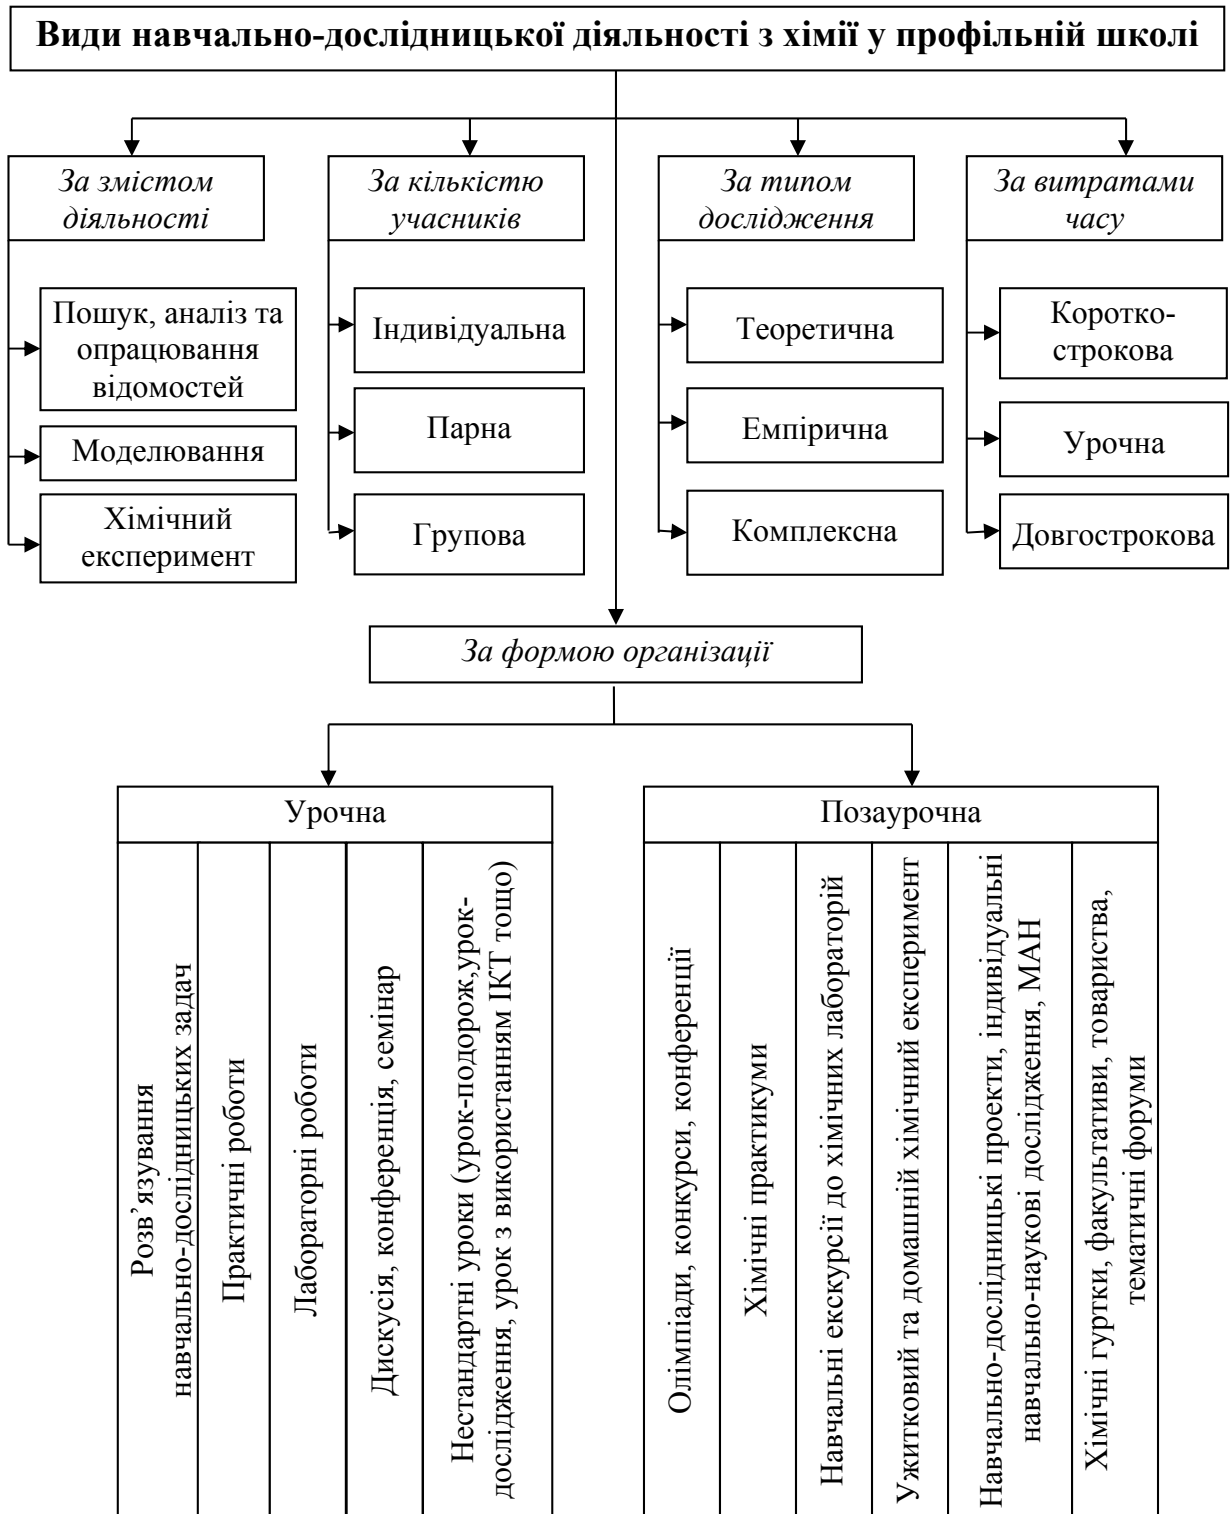 Види навчально-дослідницької діяльності з хімії у профільній школі
За змістом
діяльності
За кількістю
учасників
За типом
дослідження
За витратами
часу
Пошук, аналіз та
опрацювання
відомостей
Моделювання
Хімічний
експеримент
Індивідуальна
Парна
Групова
Теоретична
Емпірична
Комплексна
Коротко-
строкова
Урочна
Довгострокова
За формою організації
Урочна
Розв’язування
навчально-дослідницьких задач
Практичні роботи
Лабораторні роботи
Дискусія, конференція, семінар
Нестандартні уроки (урок-подорож,урок-
дослідження, урок з використанням ІКТ тощо)
Позаурочна
Олімпіади, конкурси, конференції
Хімічні практикуми
Навчальні екскурсії до хімічних лабораторій
Ужитковий та домашній хімічний експеримент
Навчально-дослідницькі проекти, індивідуальні
навчально-наукові дослідження, МАН
Хімічні гуртки, факультативи, товариства,
тематичні форуми